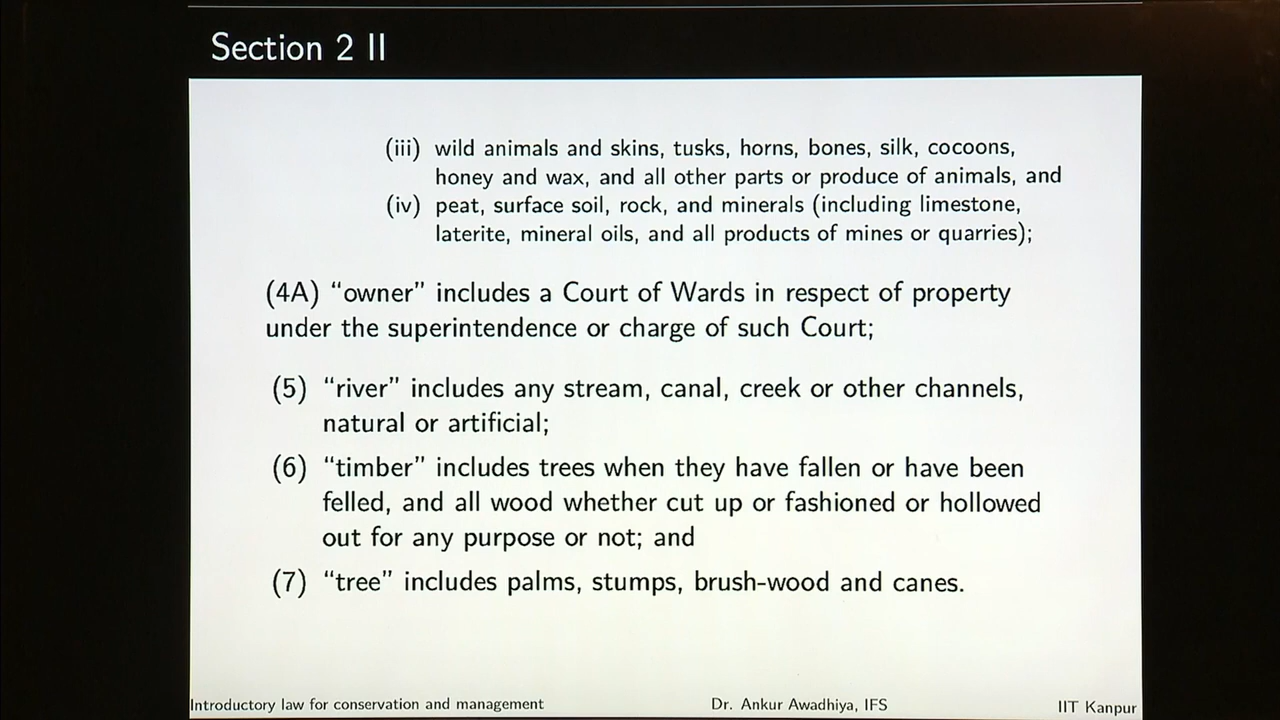 Section 2 II
(iii) wild animals and skins, tusks, horns, bones, silk, cocoons,
honey and wax, and all other parts or produce of animals, and
(iv) peat, surface soil, rock, and minerals (including limestone,
laterite, mineral oils, and all products of mines or quarries);
(4A) “owner” includes a Court of Wards in respect of property
under the superintendence or charge of such Court;
(5) “river” includes any stream, canal, creek or other channels,
natural or artificial;
(6) “timber” includes trees when they have fallen or have been
felled, and all wood whether cut up or fashioned or hollowed
out for any purpose or not; and
(7) “tree” includes palms, stumps, brush-wood and canes.
Introductory law for conservation and management Dr. Ankur Awadhiya, IFS IIT Kanpur